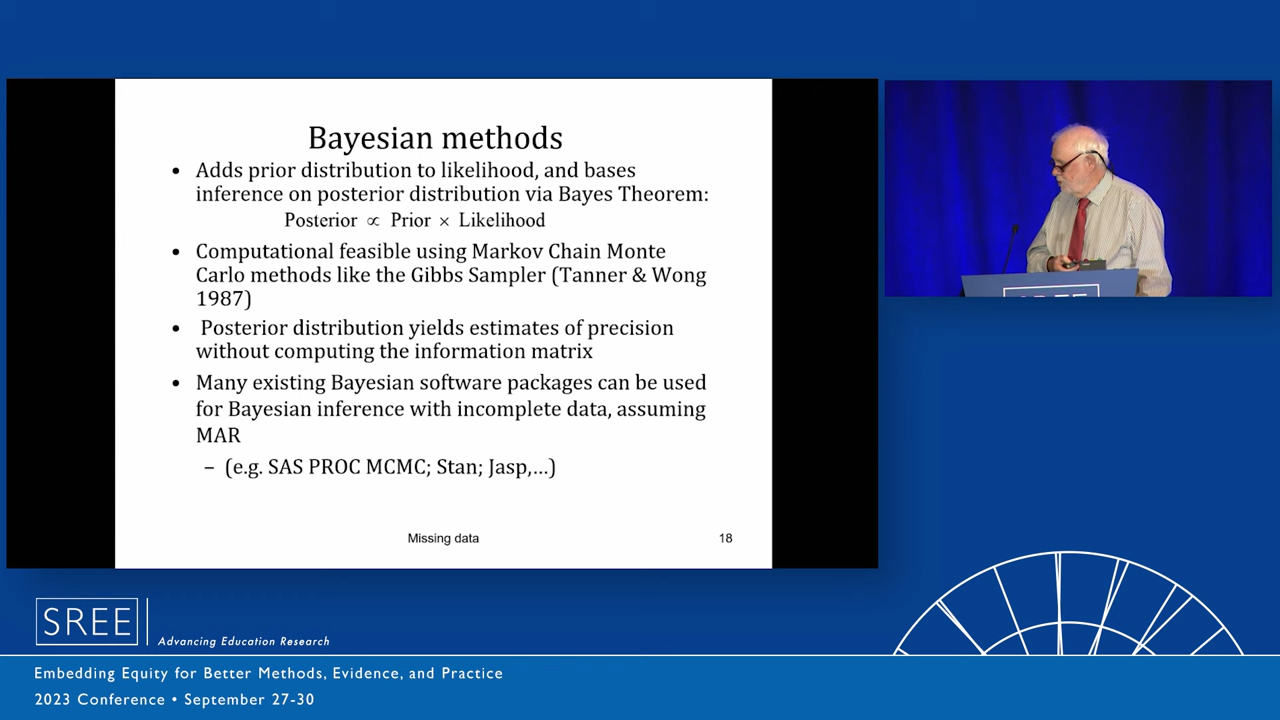 Bayesian methods
• Adds prior distribution to likelihood, and bases
inference on posterior distribution via Bayes Theorem:
Posterior ∝ Prior × Likelihood
• Computational feasible using Markov Chain Monte
Carlo methods like the Gibbs Sampler (Tanner & Wong
1987)
• Posterior distribution yields estimates of precision
without computing the information matrix
• Many existing Bayesian software packages can be used
for Bayesian inference with incomplete data, assuming
MAR
– (e.g. SAS PROC MCMC; Stan; Jasp,...)
Missing data
18
SREE
SREE
Advancing Education Research
Embedding Equity for Better Methods, Evidence, and Practice
2023 Conference • September 27-30